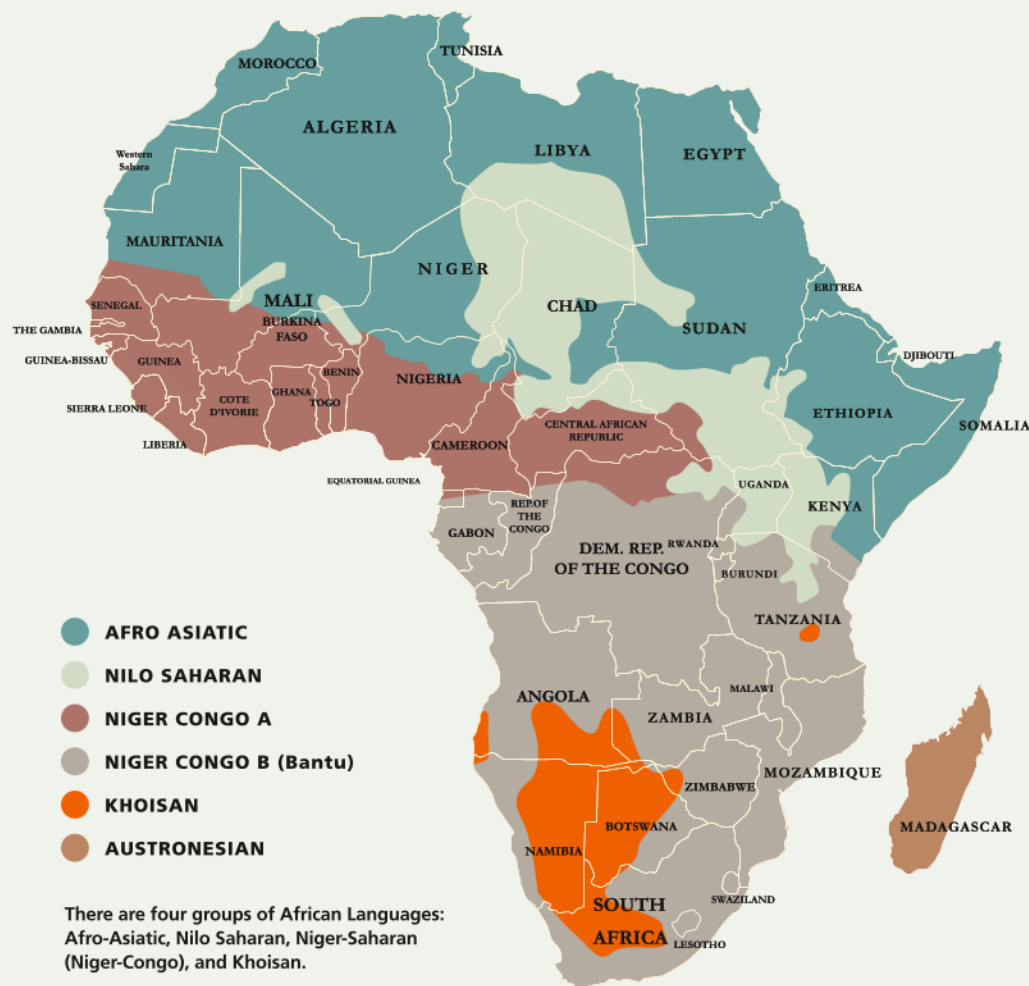 TUNISIA
MOROCCO
ALGERIA
LIBYA
EGYPT
Western
Sahara
MAURITANIA
NIGER
MALI
CHAD
SUDAN
ERITREA
SENEGAL
THE GAMBIA
BURKINA
FASO
DJIBOUTI
GUINEA-BISSAU
GUINEA
BENIN
NIGERIA
SIERRA LEONE
COTE
D'IVORIE
GHANA
TOGO
ETHIOPIA
SOMALIA
LIBERIA
CAMEROON
CENTRAL AFRICAN
REPUBLIC
EQUATORIAL GUINEA
UGANDA
KENYA
GABON
REP.OF
THE
CONGO
DEM. REP.
OF THE CONGO
RWANDA
BURUNDI
TANZANIA
ANGOLA
MALAWI
ZAMBIA
MOZAMBIQUE
ZIMBABWE
MADAGASCAR
BOTSWANA
NAMIBIA
SWAZILAND
SOUTH
AFRICA
LESOTHO
AFRO ASIATIC
NILO SAHARAN
NIGER CONGO A
NIGER CONGO B (Bantu)
KHOISAN
AUSTRONESIAN
There are four groups of African Languages:
Afro-Asiatic, Nilo Saharan, Niger-Saharan
(Niger-Congo), and Khoisan.